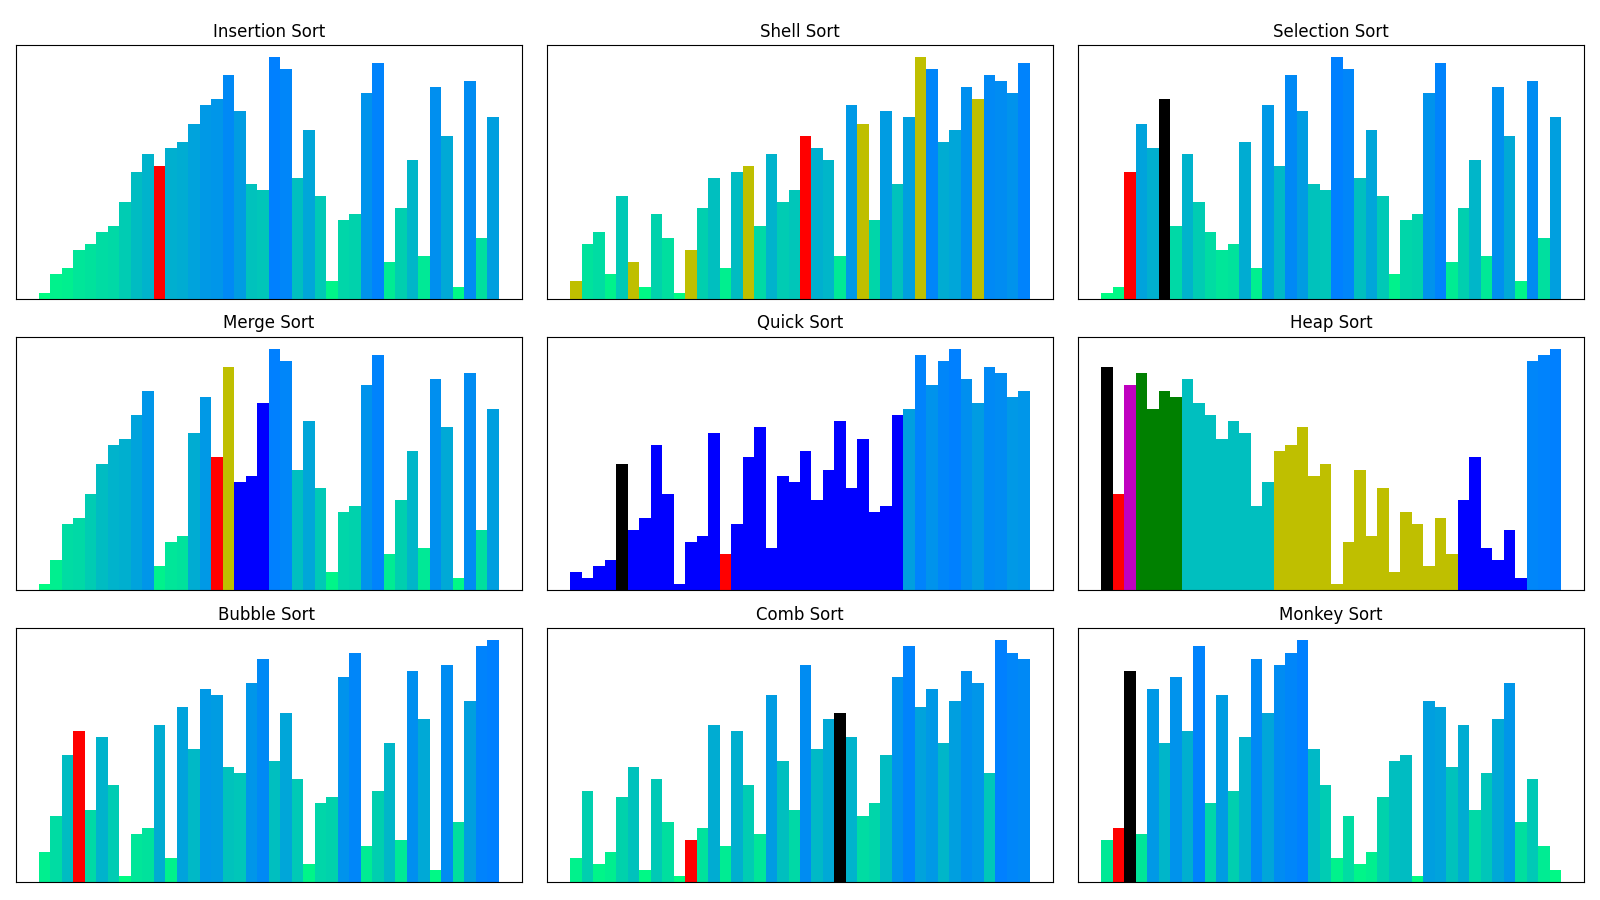 Insertion Sort
Shell Sort
Selection Sort
Merge Sort
Quick Sort
Heap Sort
Bubble Sort
Comb Sort
Monkey Sort